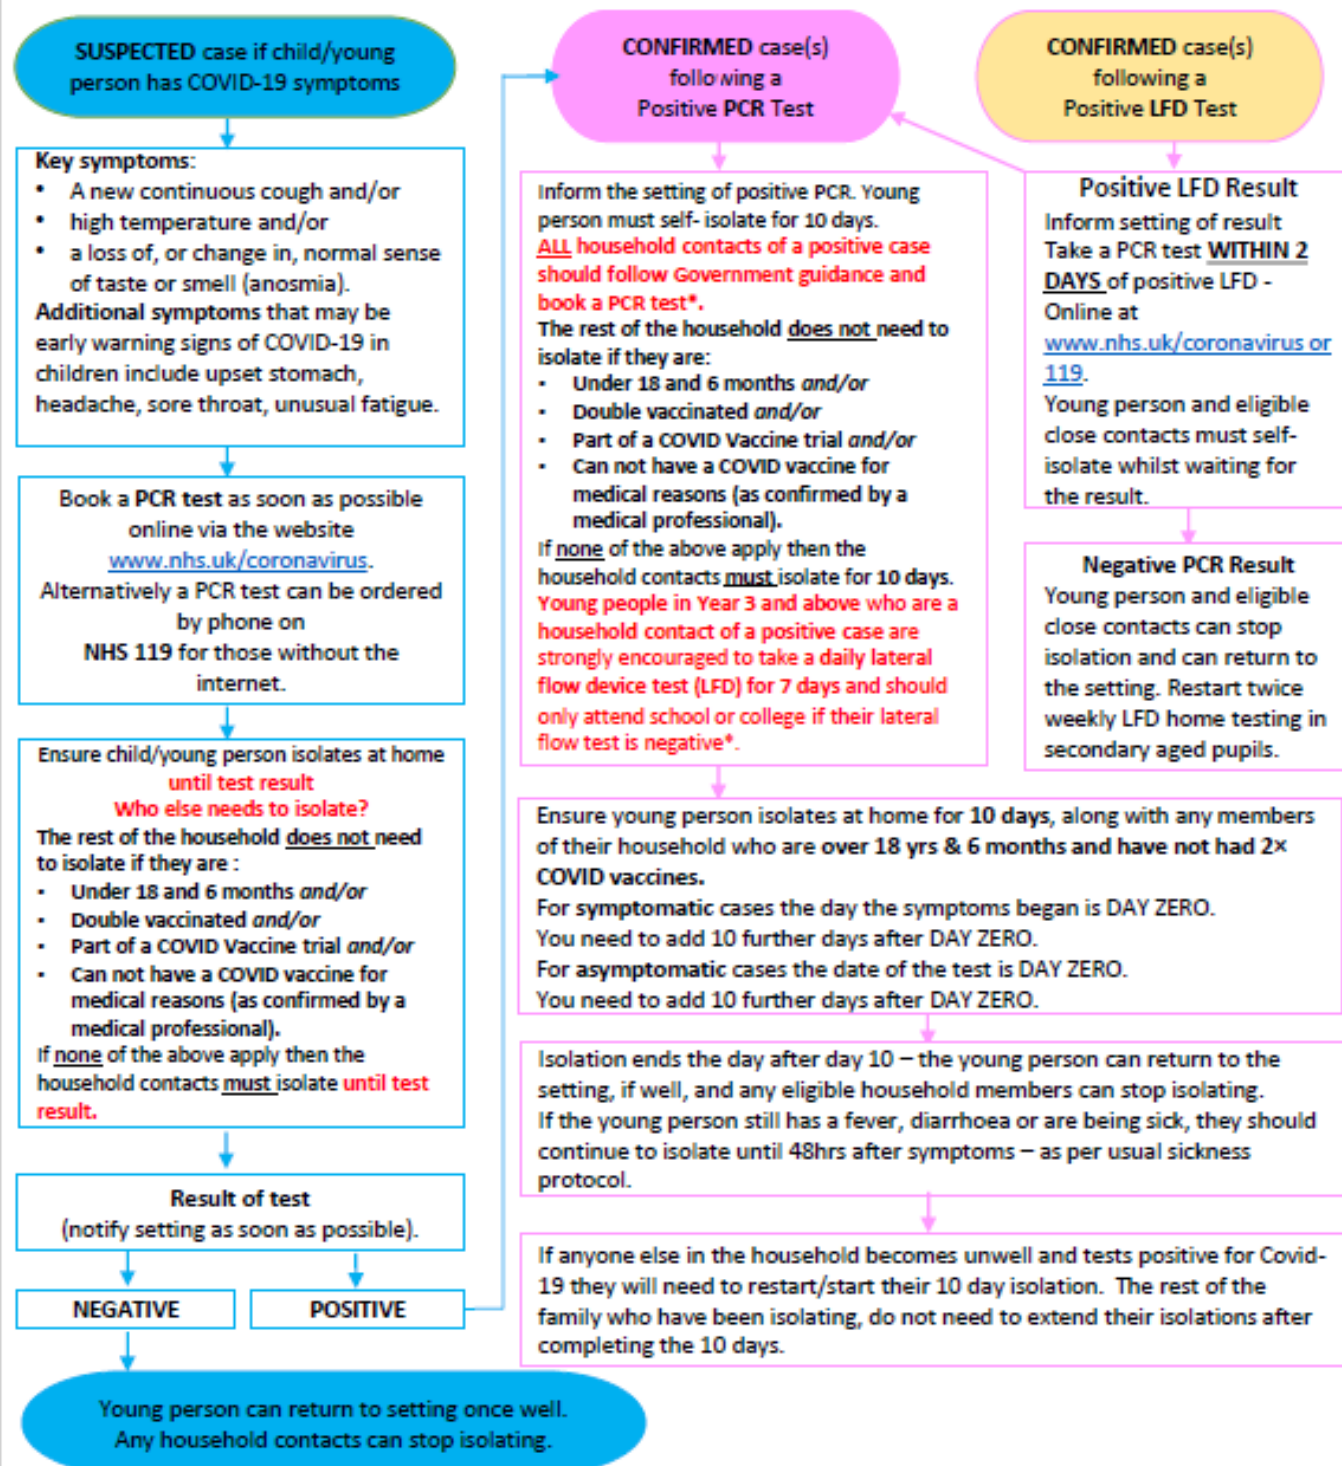 SUSPECTED case if child/young
person has COVID-19 symptoms
Key symptoms:
• A new continuous cough and/or
• high temperature and/or
• a loss of, or change in, normal sense
of taste or smell (anosmia).
Additional symptoms that may be
early warning signs of COVID-19 in
children include upset stomach,
headache, sore throat, unusual fatigue.
Book a PCR test as soon as possible
online via the website
www.nhs.uk/coronavirus.
Alternatively a PCR test can be ordered
by phone on
NHS 119 for those without the
internet.
Ensure child/young person isolates at home
until test result
Who else needs to isolate?
The rest of the household does not need
to isolate if they are :
• Under 18 and 6 months and/or
• Double vaccinated and/or
• Part of a COVID Vaccine trial and/or
• Can not have a COVID vaccine for
medical reasons (as confirmed by a
medical professional).
If none of the above apply then the
household contacts must isolate until test
result.
Result of test
(notify setting as soon as possible).
NEGATIVE
POSITIVE
Young person can return to setting once well.
Any household contacts can stop isolating.
CONFIRMED case(s)
following a
Positive PCR Test
Inform the setting of positive PCR. Young
person must self- isolate for 10 days.
ALL household contacts of a positive case
should follow Government guidance and
book a PCR test*.
The rest of the household does not need to
isolate if they are:
• Under 18 and 6 months and/or
• Double vaccinated and/or
• Part of a COVID Vaccine trial and/or
• Can not have a COVID vaccine for
medical reasons (as confirmed by a
medical professional).
If none of the above apply then the
household contacts must isolate for 10 days.
Young people in Year 3 and above who are a
household contact of a positive case are
strongly encouraged to take a daily lateral
flow device test (LFD) for 7 days and should
only attend school or college if their lateral
flow test is negative*.
CONFIRMED case(s)
following a
Positive LFD Test
Positive LFD Result
Inform setting of result
Take a PCR test WITHIN 2
DAYS of positive LFD -
Online at
www.nhs.uk/coronavirus or
119.
Young person and eligible
close contacts must self-
isolate whilst waiting for
the result.
Negative PCR Result
Young person and eligible
close contacts can stop
isolation and can return to
the setting. Restart twice
weekly LFD home testing in
secondary aged pupils.
Ensure young person isolates at home for 10 days, along with any members
of their household who are over 18 yrs & 6 months and have not had 2×
COVID vaccines.
For symptomatic cases the day the symptoms began is DAY ZERO.
You need to add 10 further days after DAY ZERO.
For asymptomatic cases the date of the test is DAY ZERO.
You need to add 10 further days after DAY ZERO.
Isolation ends the day after day 10 – the young person can return to the
setting, if well, and any eligible household members can stop isolating.
If the young person still has a fever, diarrhoea or are being sick, they should
continue to isolate until 48hrs after symptoms – as per usual sickness
protocol.
If anyone else in the household becomes unwell and tests positive for Covid-
19 they will need to restart/start their 10 day isolation. The rest of the
family who have been isolating, do not need to extend their isolations after
completing the 10 days.